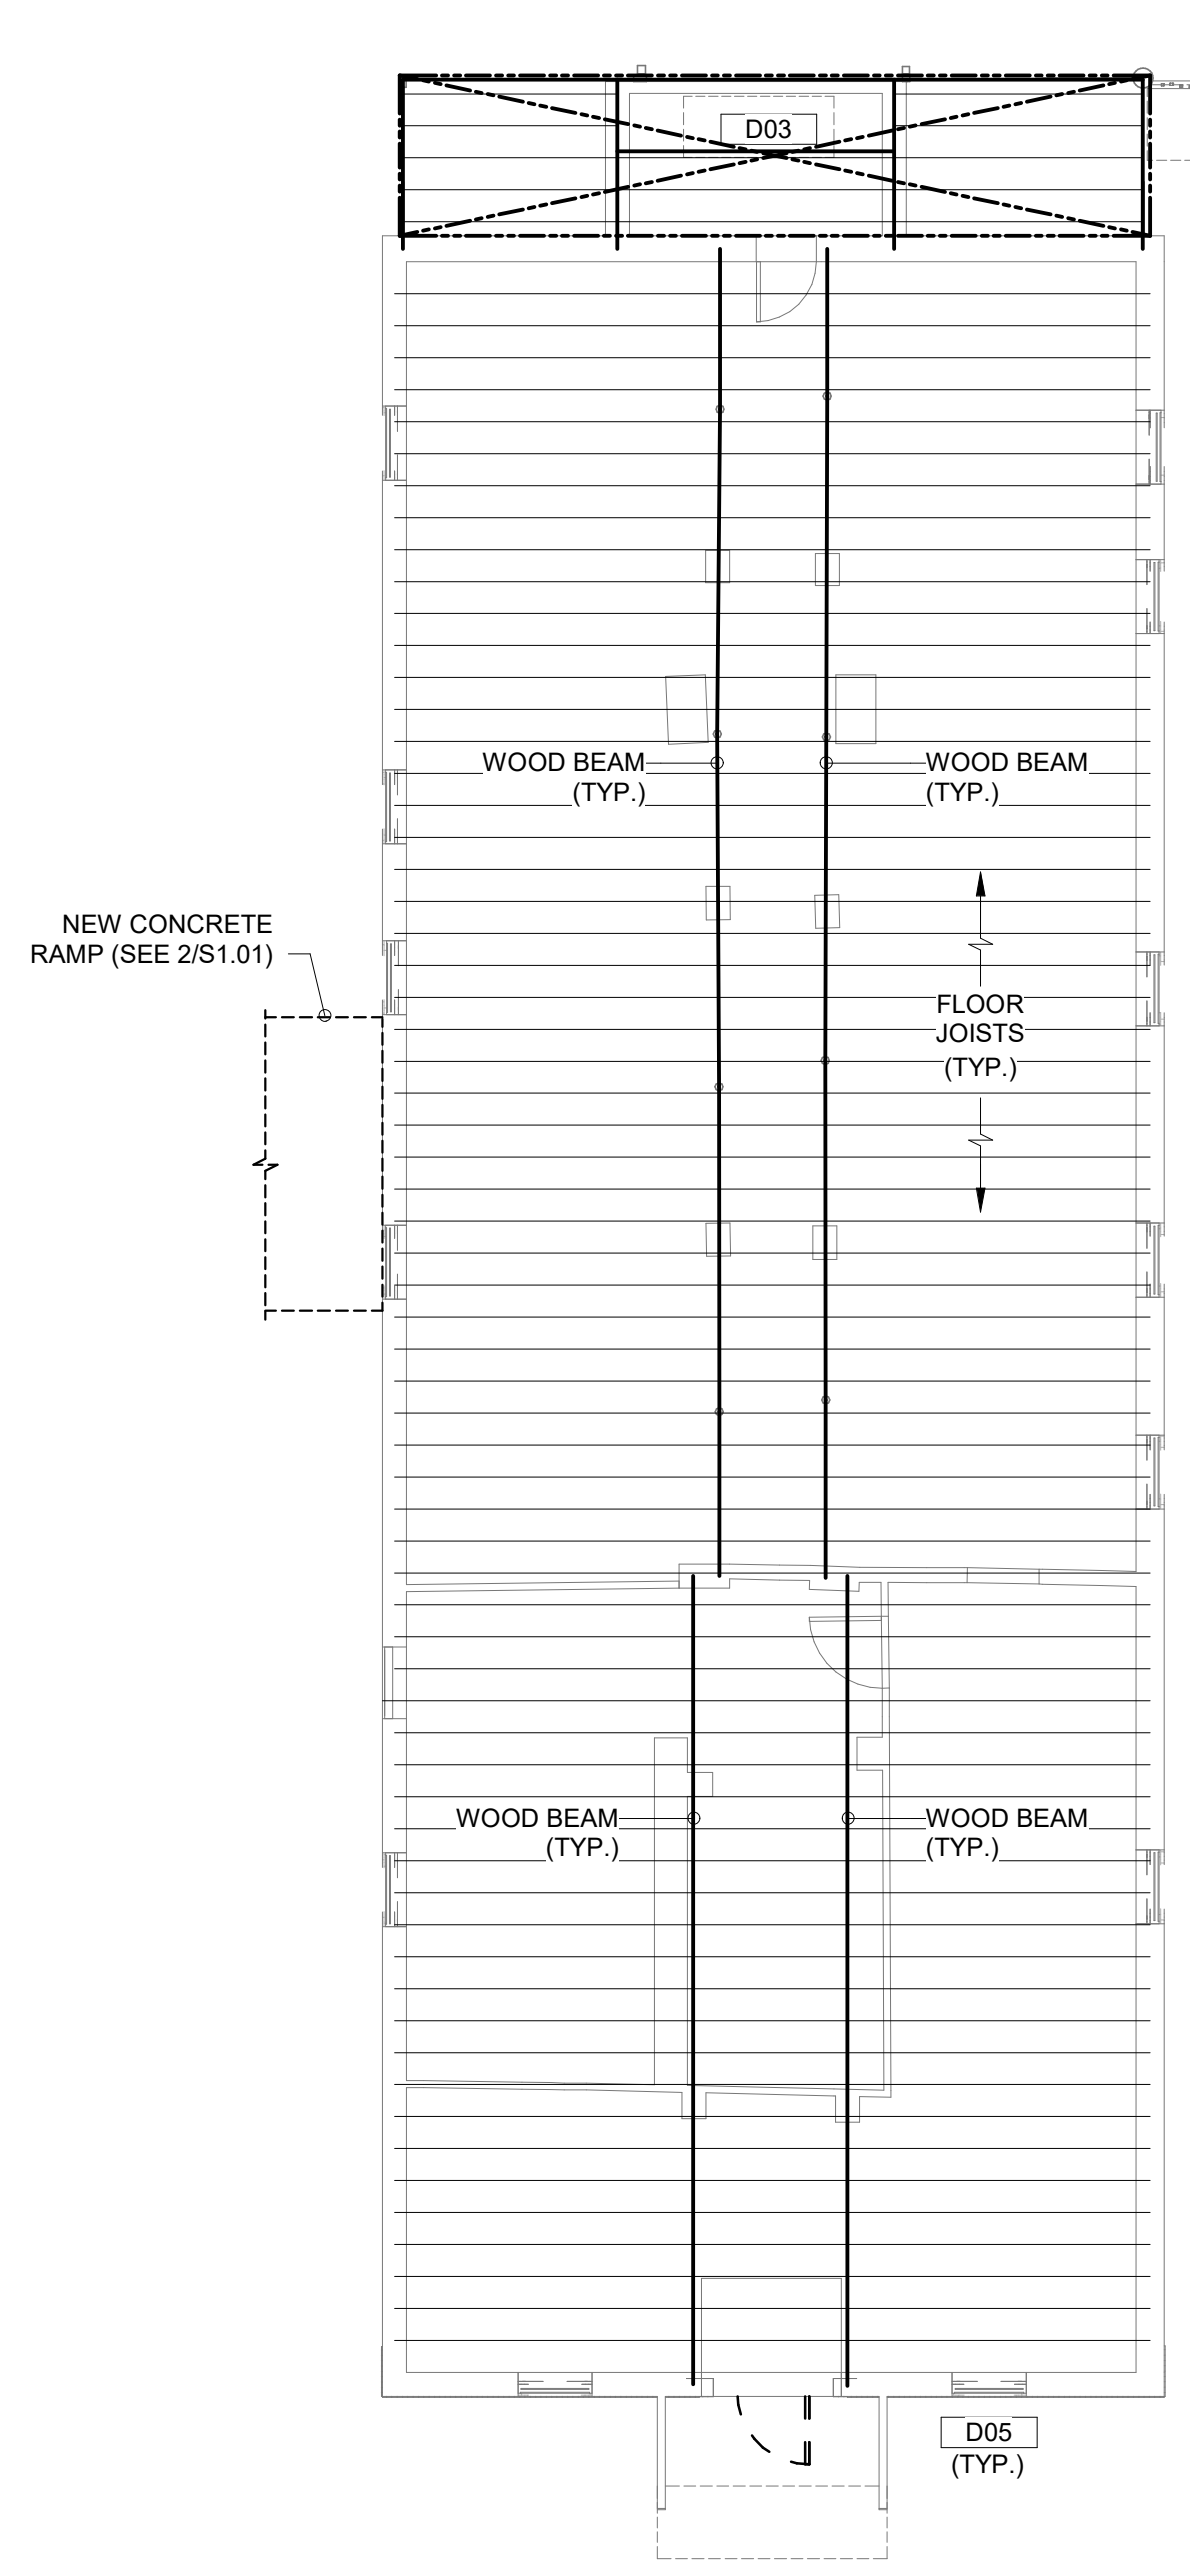 D03
WOOD BEAM
(TYP.)
WOOD BEAM
(TYP.)
NEW CONCRETE
RAMP (SEE 2/S1.01)
FLOOR
JOISTS
(TYP.)
WOOD BEAM
(TYP.)
WOOD BEAM
(TYP.)
D05
(TYP.)